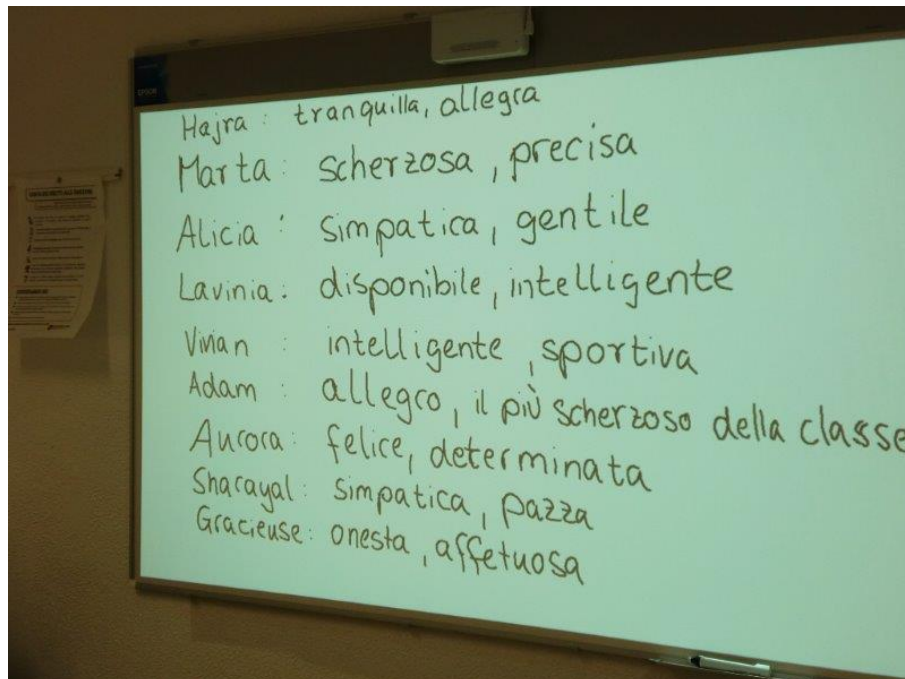 EPSON
Hajra: tranquilla, allegra
Marta: scherzosa, precisa
Alicia: simpatica, gentile
Lavinia: disponibile, intelligente
Vivian: intelligente, sportiva
Adam: allegro, il più scherzoso della classe
Aurora: felice, determinata
Sharayal: simpatica, pazza
Gracieuse: onesta, affetuosa